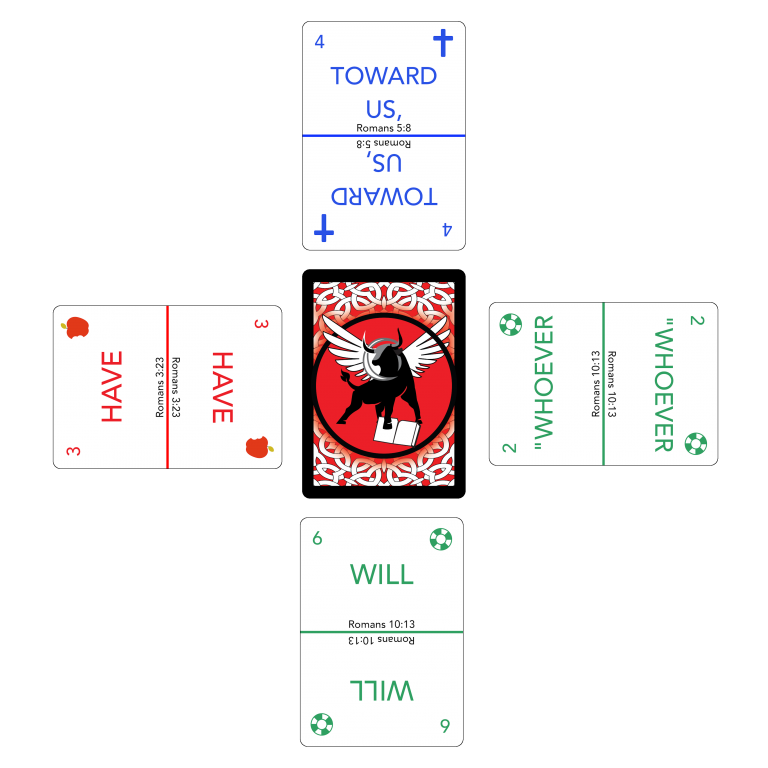 4
TOWARD
US,
Romans 5:8
Romans 5:8
US,
TOWARD
4
3
HAVE
Romans 3:23
Romans 3:23
HAVE
3
2
"WHOEVER
Romans 10:13
Romans 10:13
"WHOEVER
2
6
WILL
Romans 10:13
Romans 10:13
WILL
6